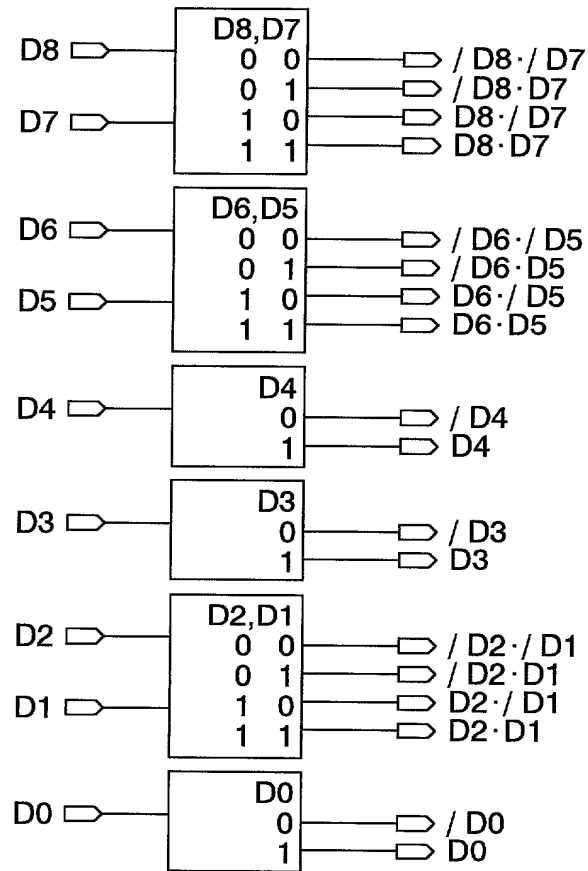 D8,D7
D8
0 0 / D8·/ D7
0 1 / D8·D7
D7
1 0 D8·/ D7
1 1 D8·D7
D6,D5
D6
0 0 / D6·/ D5
0 1 / D6·D5
D5
1 0 D6·/ D5
1 1 D6·D5
D4
D4
0 / D4
1 D4
D3
D3
0 / D3
1 D3
D2,D1
D2
0 0 / D2·/ D1
0 1 / D2·D1
D1
1 0 D2·/ D1
1 1 D2·D1
D0
D0
0 / D0
1 D0